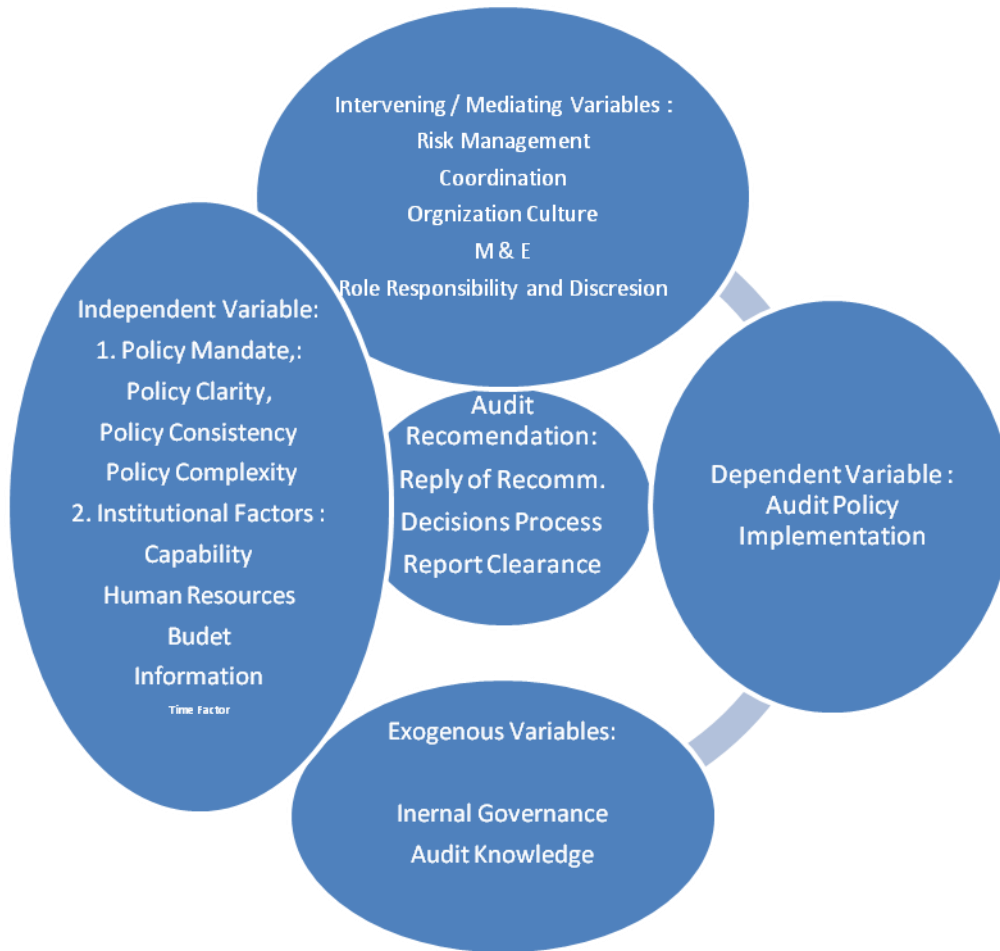 Intervening / Mediating Variables :
Risk Management
Coordination
Orgnization Culture
M & E
Role Responsibility and Discresion
Independent Variable:
1. Policy Mandate,:
Policy Clarity,
Policy Consistency
Policy Complexity
2. Institutional Factors :
Capability
Human Resources
Budet
Information
Time Factor
Audit
Recomendation:
Reply of Recomm.
Decisions Process
Report Clearance
Dependent Variable :
Audit Policy
Implementation
Exogenous Variables:
Inernal Governance
Audit Knowledge